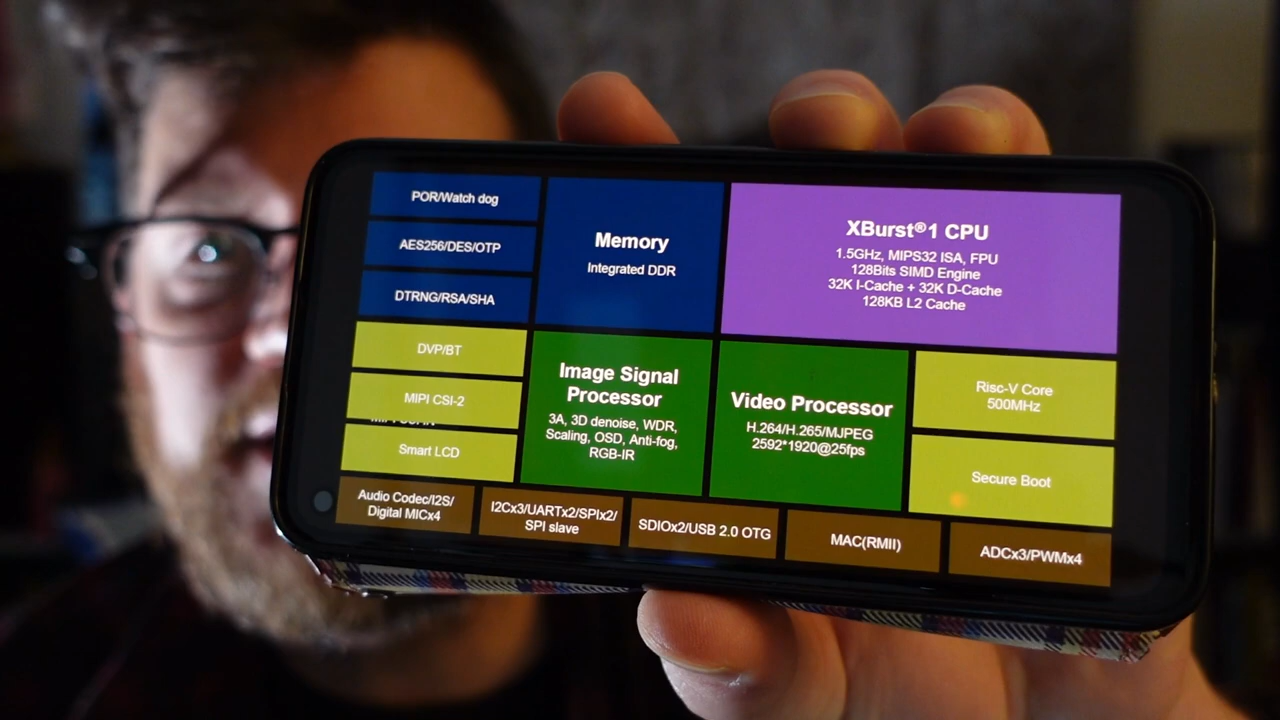 POR/Watch dog
AES256/DES/OTP
DTRNG/RSA/SHA
Memory
Integrated DDR
XBurst®1 CPU
1.5GHz, MIPS32 ISA, FPU
128Bits SIMD Engine
32K I-Cache + 32K D-Cache
128KB L2 Cache
DVP/BT
MIPI CSI-2
Smart LCD
Image Signal
Processor
3A, 3D denoise, WDR,
Scaling, OSD, Anti-fog,
RGB-IR
Video Processor
H.264/H.265/MJPEG
2592*1920@25fps
Risc-V Core
500MHz
Secure Boot
Audio Codec/I2S/
Digital MICx4
I2Cx3/UARTx2/SPIx2/
SPI slave
SDIOx2/USB 2.0 OTG
MAC(RMII)
ADCx3/PWMx4